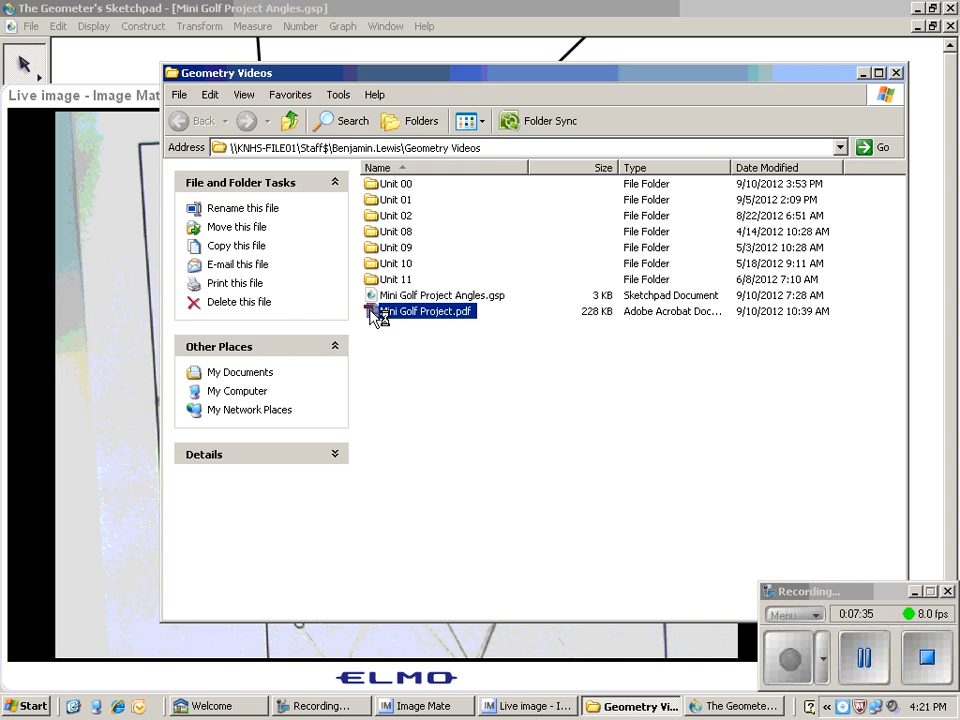 The Geometer's Sketchpad - [Mini Golf Project Angles.gsp]
File Edit Display Construct Transform Measure Number Graph Window Help
Live image - Image Mat
Geometry Videos
File Edit View Favorites Tools Help
Back Search Folders Folder Sync
Address \\KNHS-FILE01\Staff$\Benjamin.Lewis\Geometry Videos Go
File and Folder Tasks
Rename this file
Move this file
Copy this file
E-mail this file
Print this file
Delete this file
Other Places
My Documents
My Computer
My Network Places
Details
Name Size Type Date Modified
Unit 00 File Folder 9/10/2012 3:53 PM
Unit 01 File Folder 9/5/2012 2:09 PM
Unit 02 File Folder 8/22/2012 6:51 AM
Unit 08 File Folder 4/14/2012 10:28 AM
Unit 09 File Folder 5/3/2012 10:28 AM
Unit 10 File Folder 5/18/2012 9:11 AM
Unit 11 File Folder 6/8/2012 7:10 AM
Mini Golf Project Angles.gsp 3 KB Sketchpad Document 9/10/2012 7:28 AM
Mini Golf Project.pdf 228 KB Adobe Acrobat Doc... 9/10/2012 10:39 AM
Recording...
Menu 0:07:35 8.0 fps
ELMO
Start Welcome Recording... Image Mate Live image - I... Geometry Vi... The Geomete... 4:21 PM